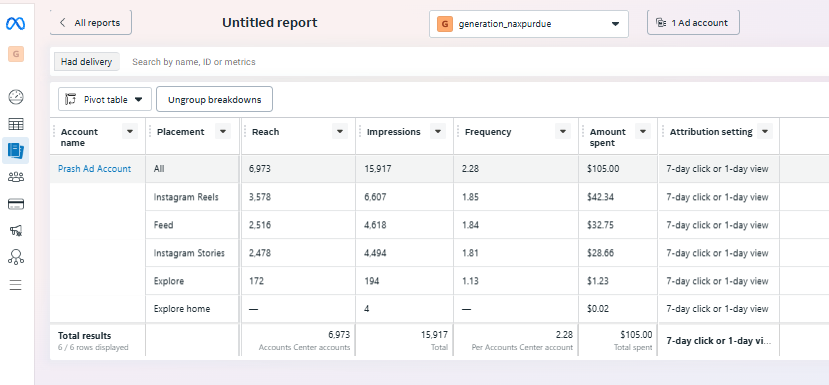 All reports
Untitled report
G generation_naxpurdue
1 Ad account
G
Had delivery Search by name, ID or metrics
Pivot table Ungroup breakdowns
Account name Placement Reach Impressions Frequency Amount spent Attribution setting
Prash Ad Account All 6,973 15,917 2.28 $105.00 7-day click or 1-day view
Instagram Reels 3,578 6,607 1.85 $42.34 7-day click or 1-day view
Feed 2,516 4,618 1.84 $32.75 7-day click or 1-day view
Instagram Stories 2,478 4,494 1.81 $28.66 7-day click or 1-day view
Explore 172 194 1.13 $1.23 7-day click or 1-day view
Explore home — 4 — $0.02 7-day click or 1-day view
Total results 6,973 15,917 2.28 $105.00 7-day click or 1-day vi...
6 / 6 rows displayed Accounts Center accounts Total Per Accounts Center account Total spent